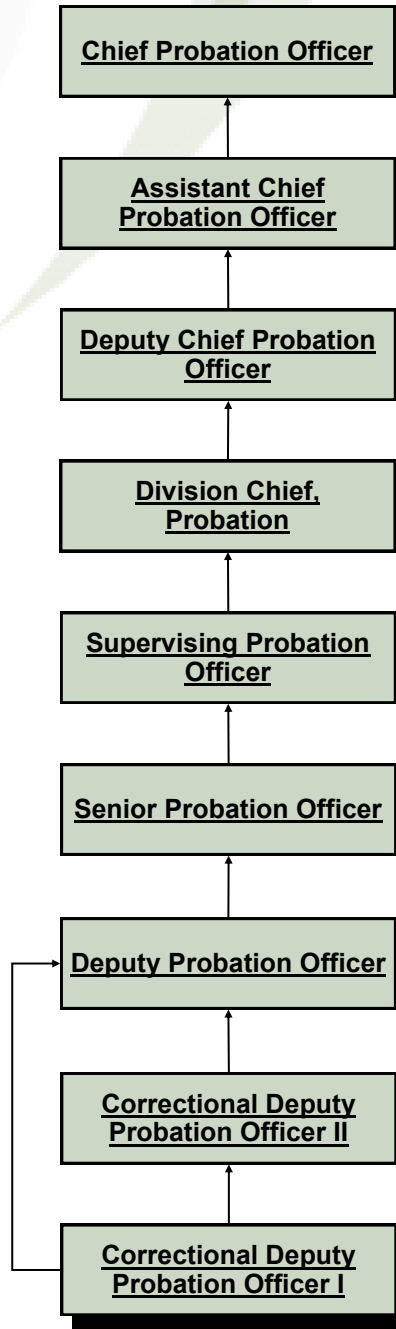 Chief Probation Officer
Assistant Chief
Probation Officer
Deputy Chief Probation
Officer
Division Chief,
Probation
Supervising Probation
Officer
Senior Probation Officer
Deputy Probation Officer
Correctional Deputy
Probation Officer II
Correctional Deputy
Probation Officer I